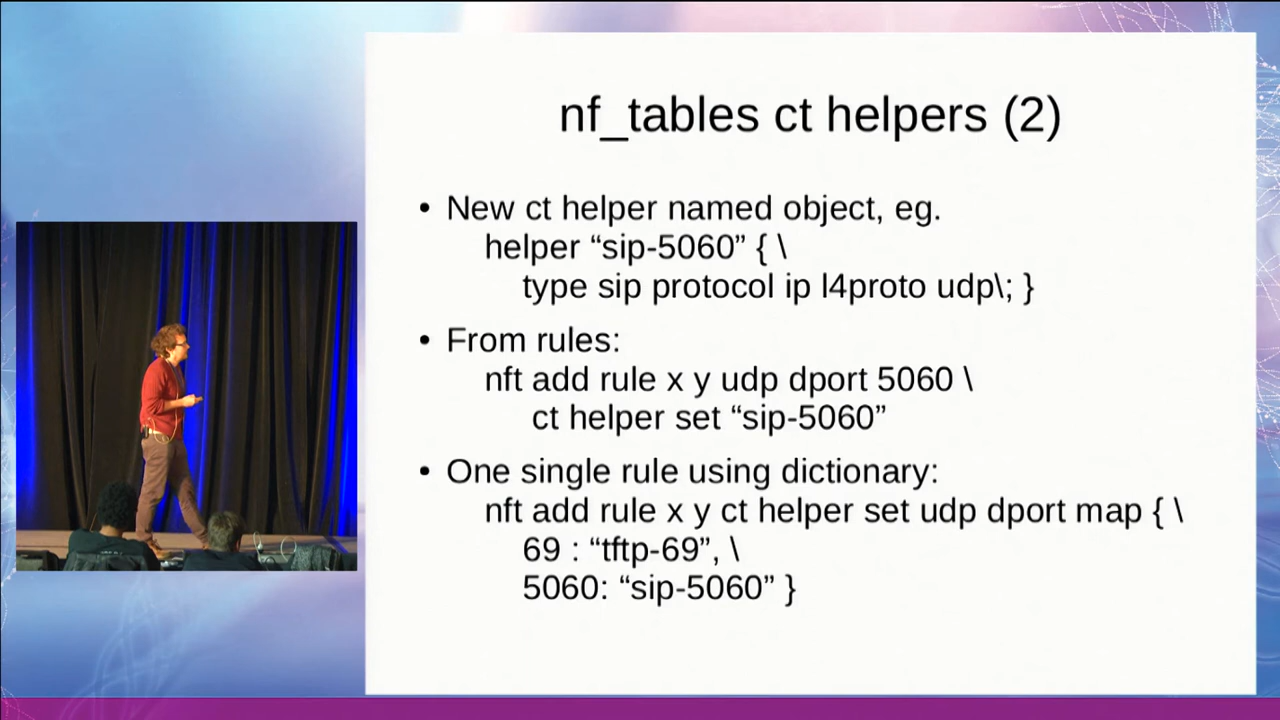 nf_tables ct helpers (2)
• New ct helper named object, eg.
helper “sip-5060” { \
type sip protocol ip l4proto udp\; }
• From rules:
nft add rule x y udp dport 5060 \
ct helper set “sip-5060”
• One single rule using dictionary:
nft add rule x y ct helper set udp dport map { \
69 : “tftp-69”, \
5060: “sip-5060” }